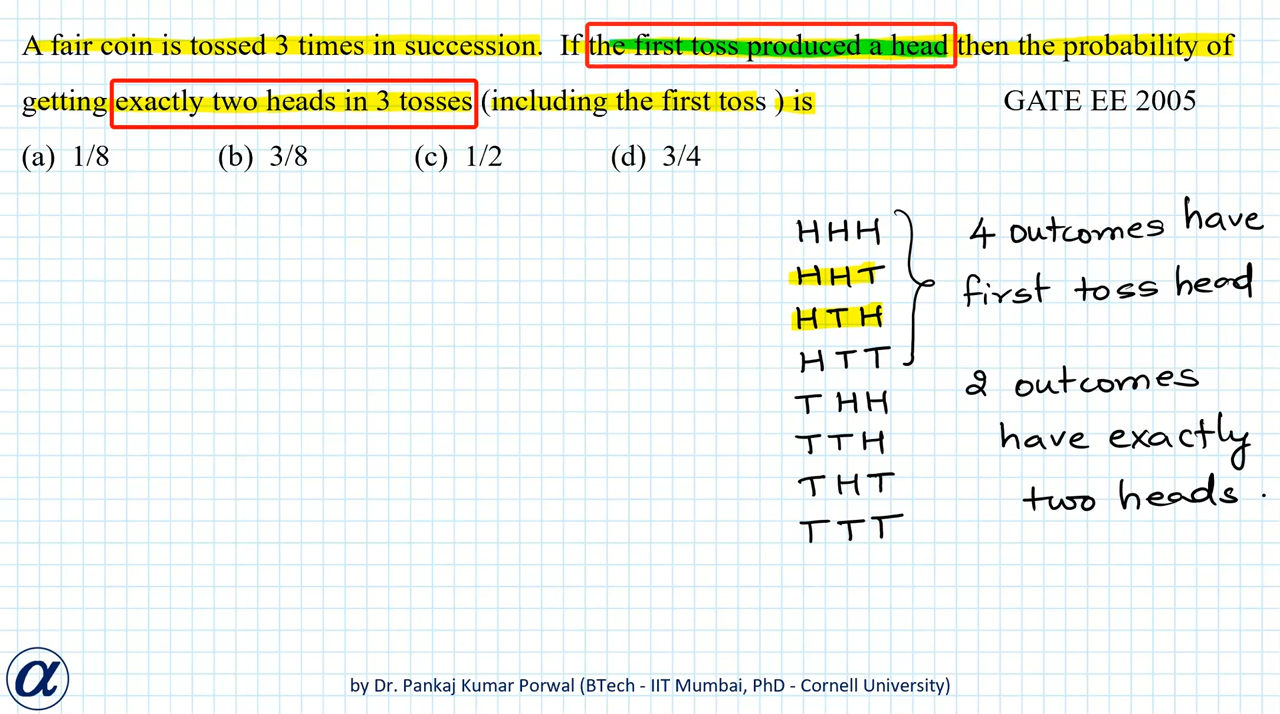 A fair coin is tossed 3 times in succession. If the first toss produced a head then the probability of
getting exactly two heads in 3 tosses (including the first toss ) is GATE EE 2005
(a) 1/8 (b) 3/8 (c) 1/2 (d) 3/4
HHH
HHT
HTH
HTT
THH
TTH
THT
TTT
4 outcomes have
first toss head
2 outcomes
have exactly
two heads.
α
by Dr. Pankaj Kumar Porwal (BTech - IIT Mumbai, PhD - Cornell University)